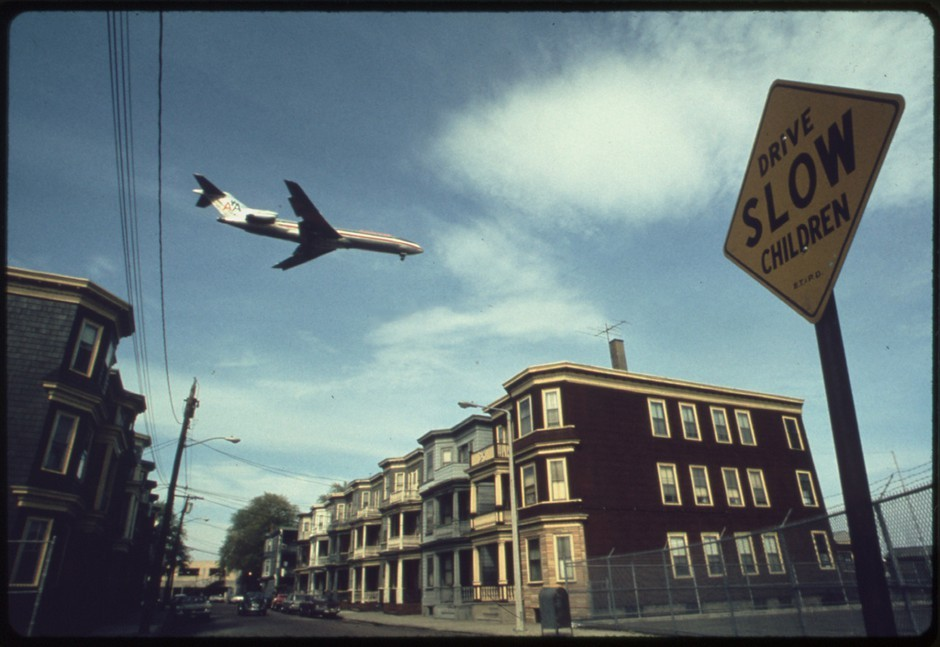 AA
DRIVE
SLOW
CHILDREN
B.T.P.D.